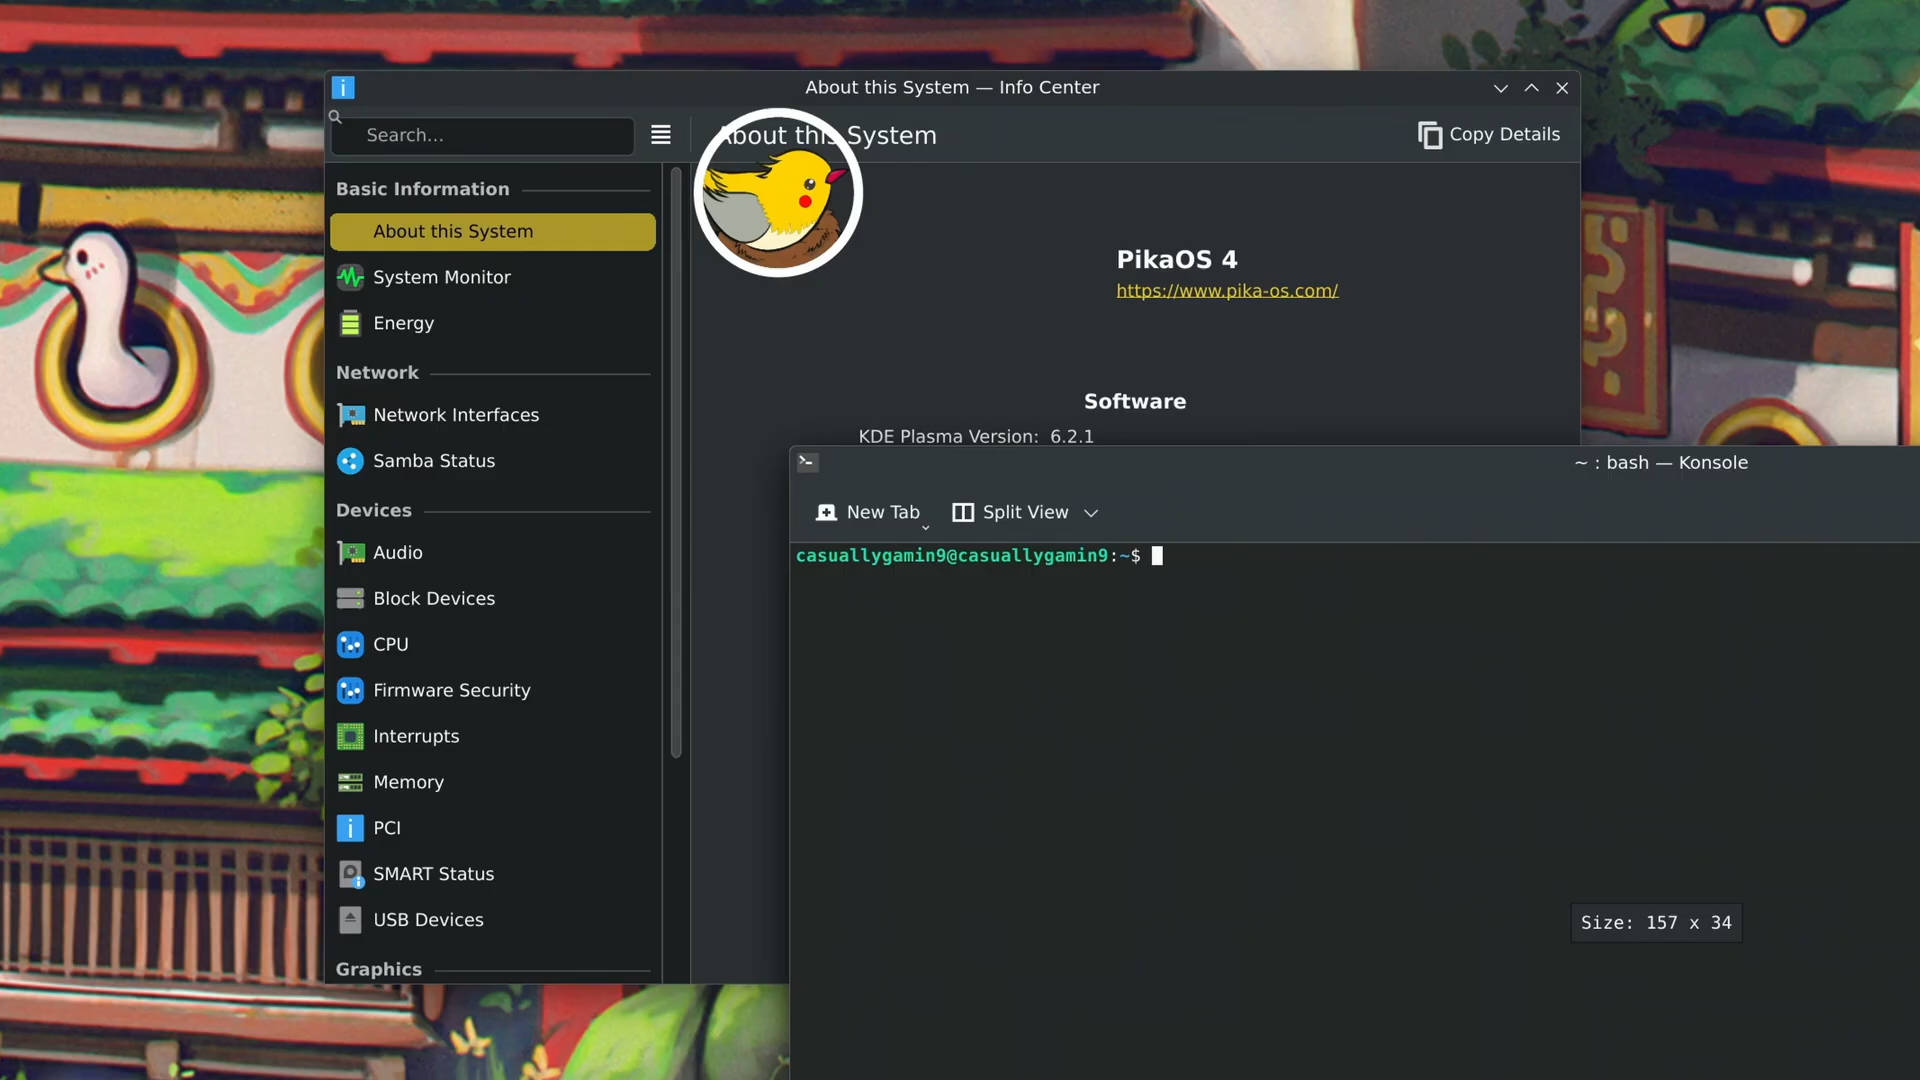 About this System — Info Center
Search...
About this System
Copy Details
Basic Information
About this System
System Monitor
Energy
Network
Network Interfaces
Samba Status
Devices
Audio
Block Devices
CPU
Firmware Security
Interrupts
Memory
PCI
SMART Status
USB Devices
Graphics
PikaOS 4
https://www.pika-os.com/
Software
KDE Plasma Version: 6.2.1
~ : bash — Konsole
New Tab
Split View
casuallygamin9@casuallygamin9:~$
Size: 157 x 34